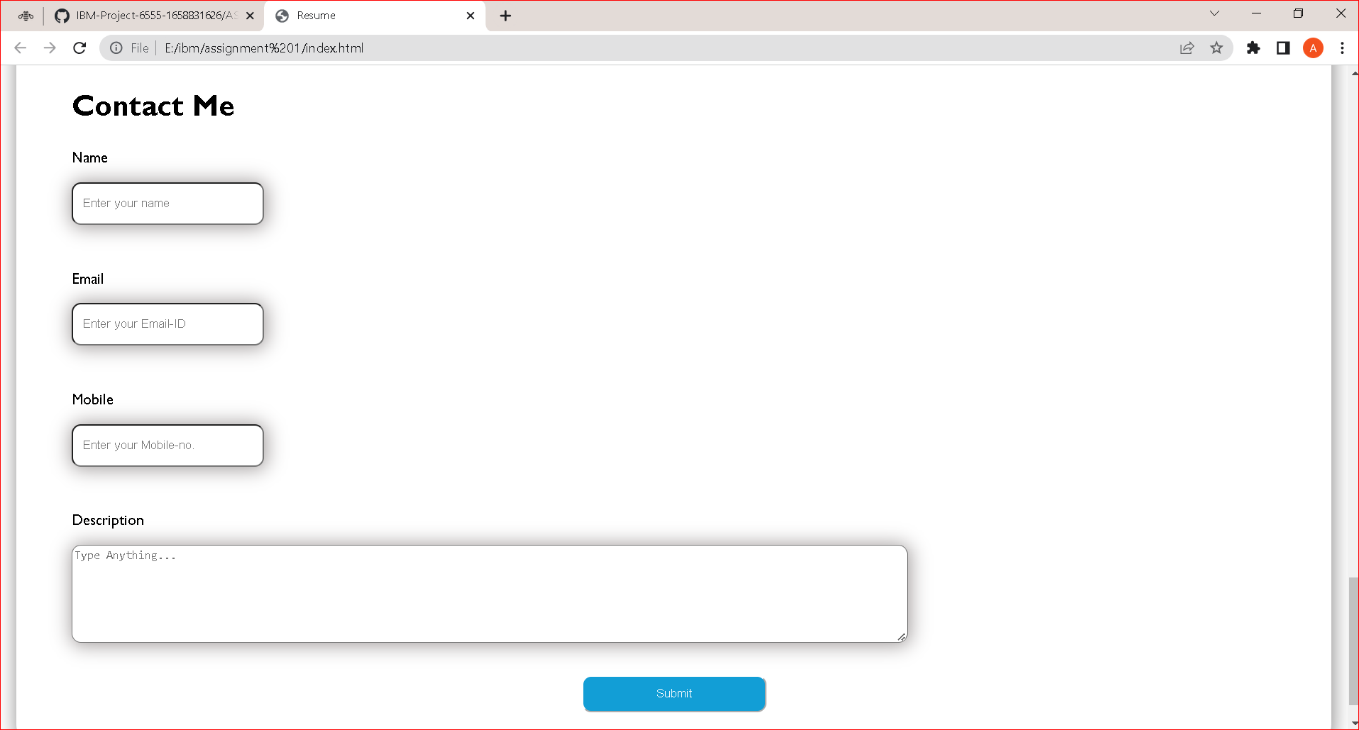 IBM-Project-6555-1658831626/AS
Resume
File
E:/ibm/assignment%201/index.html
A
Contact Me
Name
Enter your name
Email
Enter your Email-ID
Mobile
Enter your Mobile-no.
Description
Type Anything...
Submit